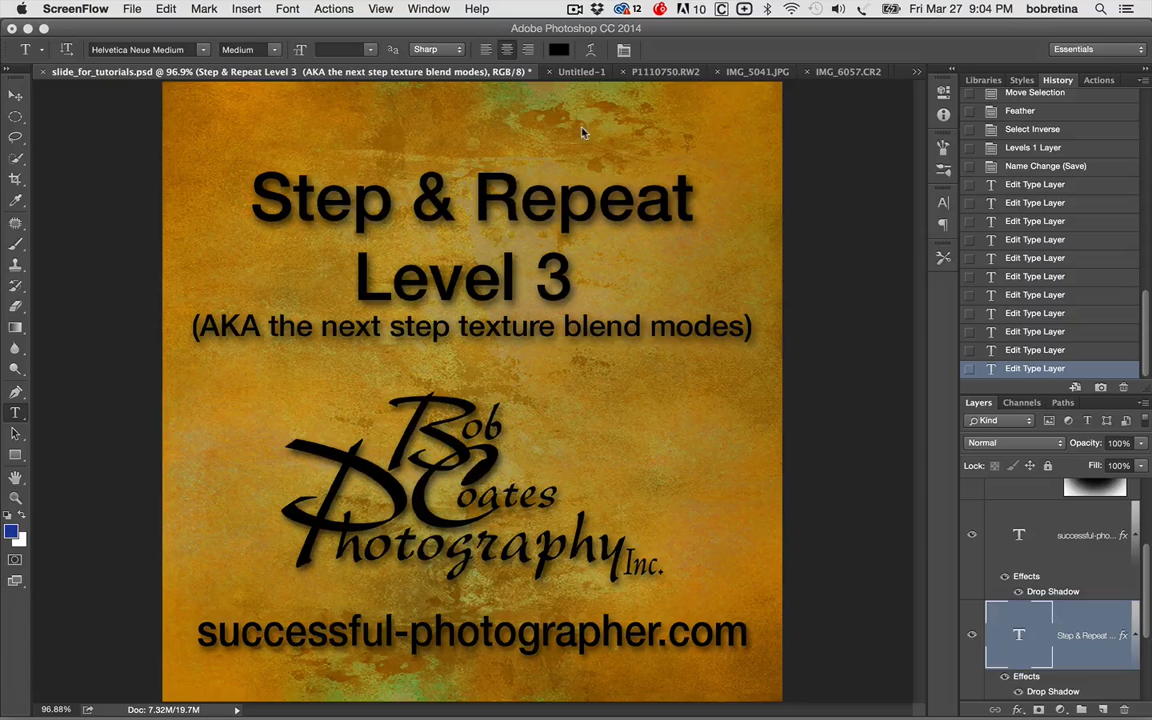 ScreenFlow File Edit Mark Insert Font Actions View Window Help 12 10 Fri Mar 27 9:04 PM bobretina
Adobe Photoshop CC 2014
Helvetica Neue Medium Medium Sharp Essentials
slide_for_tutorials.psd @ 96.9% (Step & Repeat Level 3 (AKA the next step texture blend modes), RGB/8) * Untitled-1 P1110750.RW2 IMG_5041.JPG IMG_6057.CR2
Libraries Styles History Actions
Move Selection
Feather
Select Inverse
Levels 1 Layer
Name Change (Save)
Edit Type Layer
Edit Type Layer
Edit Type Layer
Edit Type Layer
Edit Type Layer
Edit Type Layer
Edit Type Layer
Edit Type Layer
Edit Type Layer
Edit Type Layer
Edit Type Layer
Step & Repeat
Level 3
(AKA the next step texture blend modes)
Bob
Coates
Photography Inc.
successful-photographer.com
Layers Channels Paths
Kind
Normal Opacity: 100%
Lock: Fill: 100%
successful-pho... fx
Effects
Drop Shadow
Step & Repeat ... fx
Effects
Drop Shadow
96.88% Doc: 7.32M/19.7M